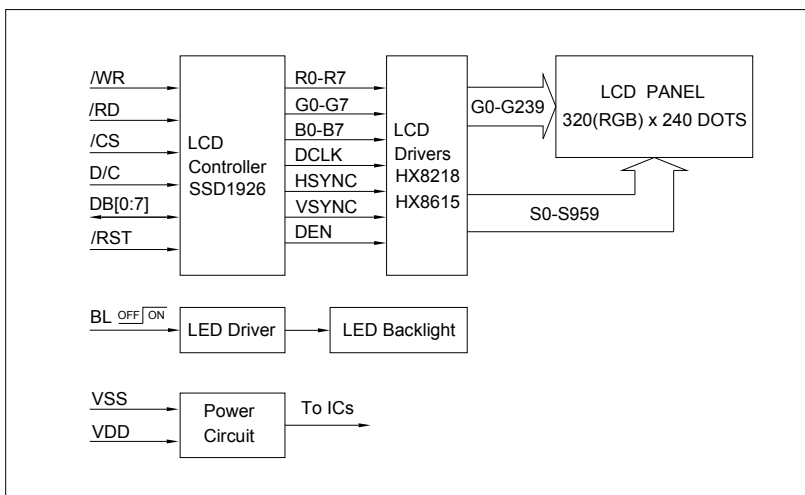 /WR
/RD
/CS
D/C
DB[0:7]
/RST
LCD
Controller
SSD1926
R0-R7
G0-G7
B0-B7
DCLK
HSYNC
VSYNC
DEN
LCD
Drivers
HX8218
HX8615
G0-G239
S0-S959
LCD PANEL
320(RGB) x 240 DOTS
BL OFF ON
LED Driver
LED Backlight
VSS
VDD
Power
Circuit
To ICs